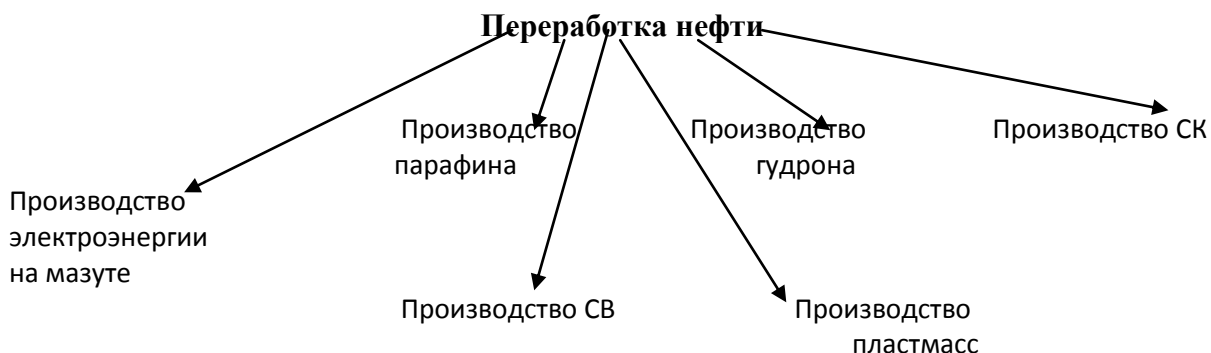 Переработка нефти
Производство
парафина
Производство
гудрона
Производство СК
Производство
электроэнергии
на мазуте
Производство СВ
Производство
пластмасс